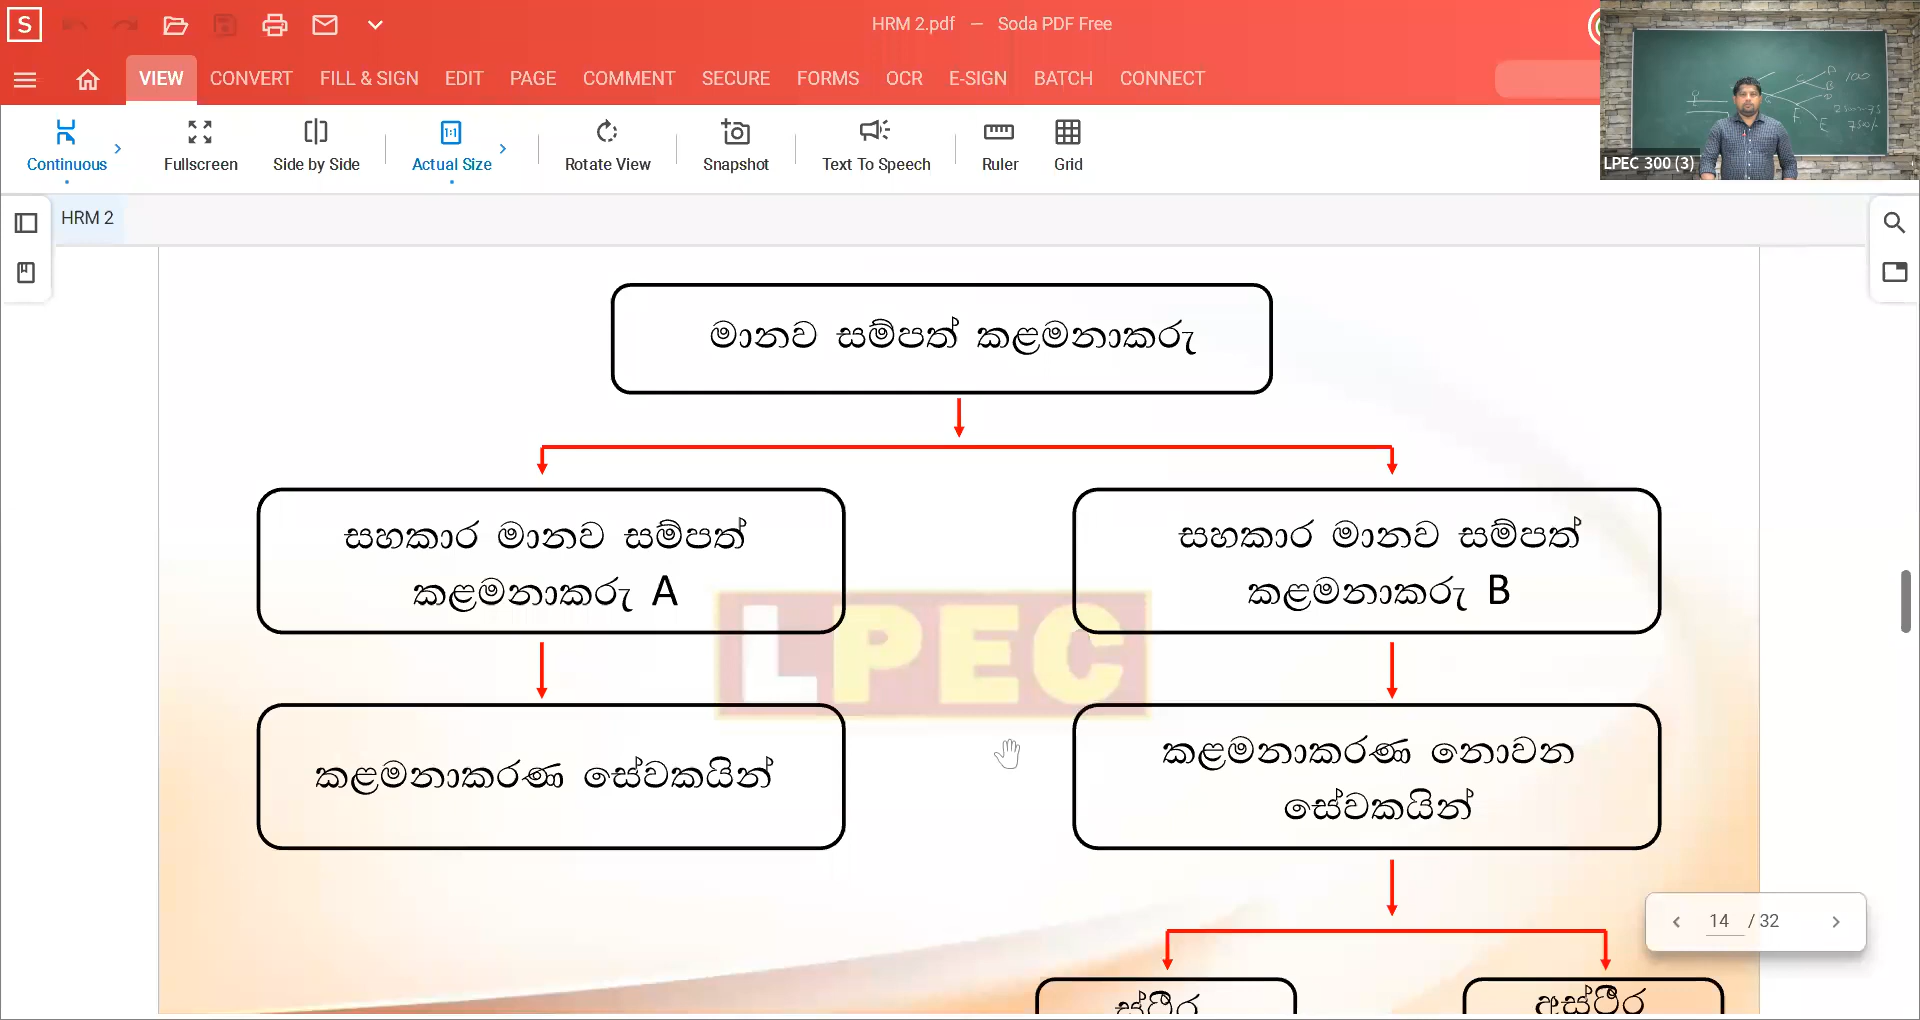 S
HRM 2.pdf — Soda PDF Free
VIEW CONVERT FILL & SIGN EDIT PAGE COMMENT SECURE FORMS OCR E-SIGN BATCH CONNECT
Continuous Fullscreen Side by Side 1:1 Actual Size Rotate View Snapshot Text To Speech Ruler Grid
LPEC 300 (3)
HRM 2
මානව සම්පත් කළමනාකරු
සහකාර මානව සම්පත්
කළමනාකරු A
සහකාර මානව සම්පත්
කළමනාකරු B
LPEC
කළමනාකරණ සේවකයින්
කළමනාකරණ නොවන
සේවකයින්
14 / 32
ස්ථිර
අස්ථිර